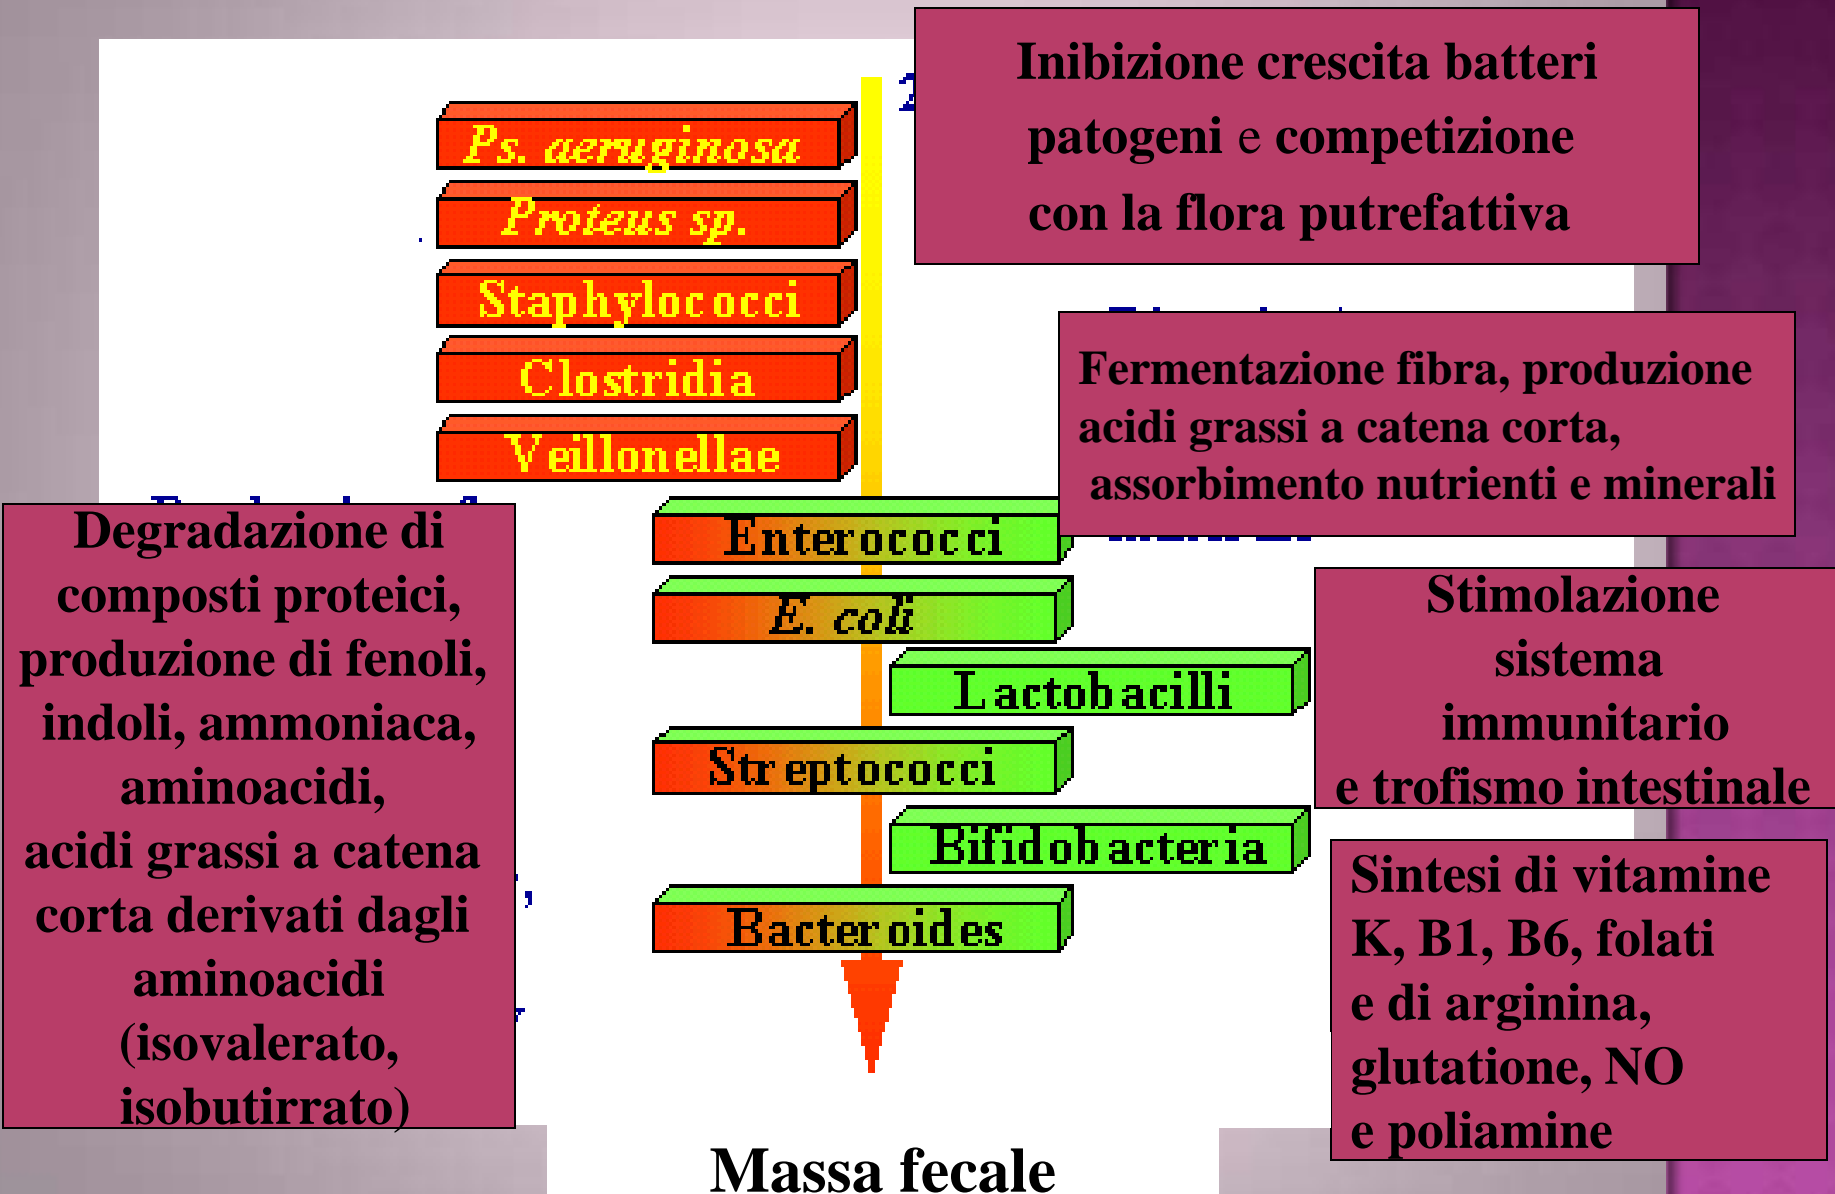 Inibizione crescita batteri
patogeni e competizione
con la flora putrefattiva
Ps. aeruginosa
Proteus sp.
Staphylococci
Clostridia
Veillonellae
Fermentazione fibra, produzione
acidi grassi a catena corta,
assorbimento nutrienti e minerali
Degradazione di
composti proteici,
produzione di fenoli,
indoli, ammoniaca,
aminoacidi,
acidi grassi a catena
corta derivati dagli
aminoacidi
(isovalerato,
isobutirrato)
Enterococci
E. coli
Lactobacilli
Streptococci
Bifidobacteria
Bacteroides
Stimolazione
sistema
immunitario
e trofismo intestinale
Sintesi di vitamine
K, B1, B6, folati
e di arginina,
glutatione, NO
e poliamine
Massa fecale